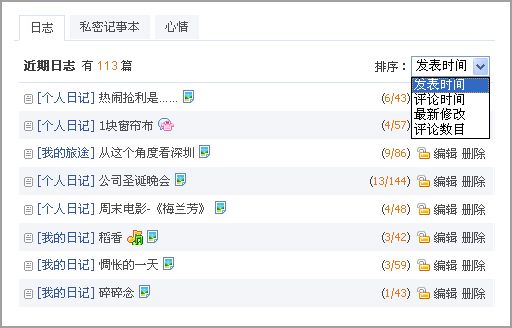 日志 私密记事本 心情
近期日志 有 113 篇 排序: 发表时间
发表时间
评论时间
最新修改
评论数目
[个人日记] 热闹抢利是...... (6/43)
[个人日记] 1块窗帘布 (4/57)
[我的旅途] 从这个角度看深圳 (9/86) 编辑 删除
[个人日记] 公司圣诞晚会 (13/144) 编辑 删除
[个人日记] 周末电影-《梅兰芳》 (4/48) 编辑 删除
[我的日记] 稻香 (3/42) 编辑 删除
[我的日记] 惆怅的一天 (3/59) 编辑 删除
[我的日记] 碎碎念 (1/43) 编辑 删除